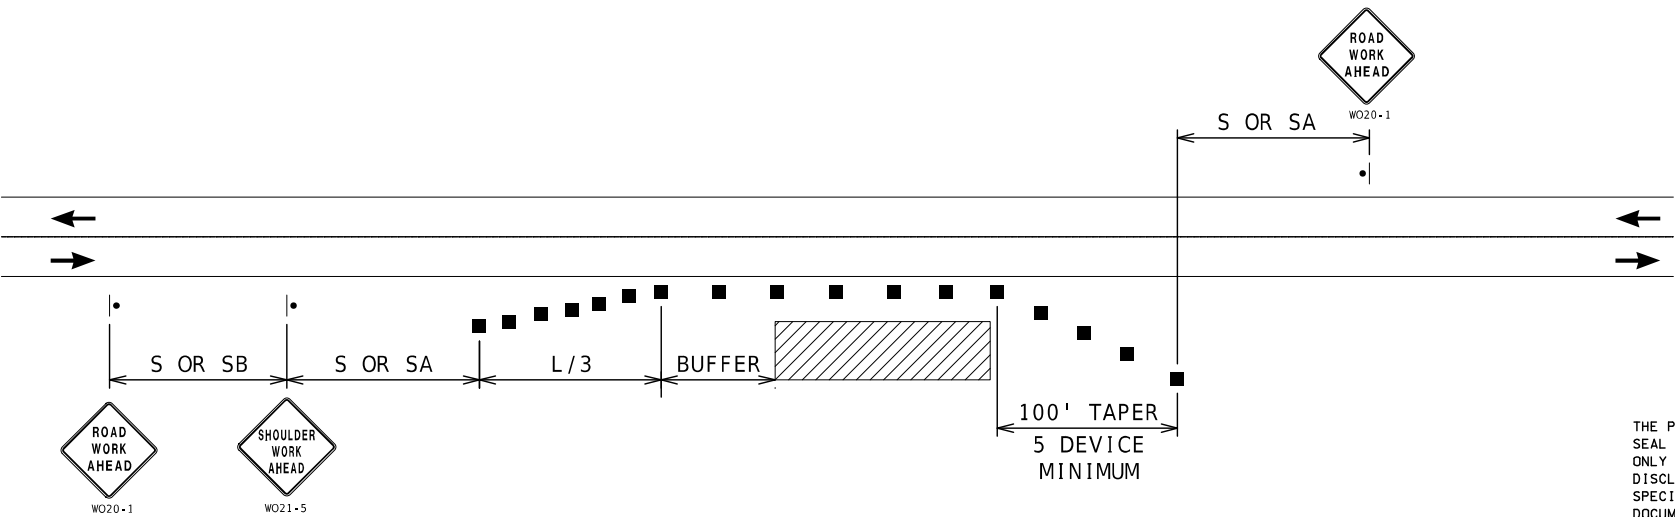 ROAD
WORK
AHEAD
WO20-1
S OR SA
S OR SB
S OR SA
L/3
BUFFER
100' TAPER
5 DEVICE
MINIMUM
ROAD
WORK
AHEAD
WO20-1
SHOULDER
WORK
AHEAD
WO21-5
THE P
SEAL
ONLY
DISCL
SPECI
DOCUM